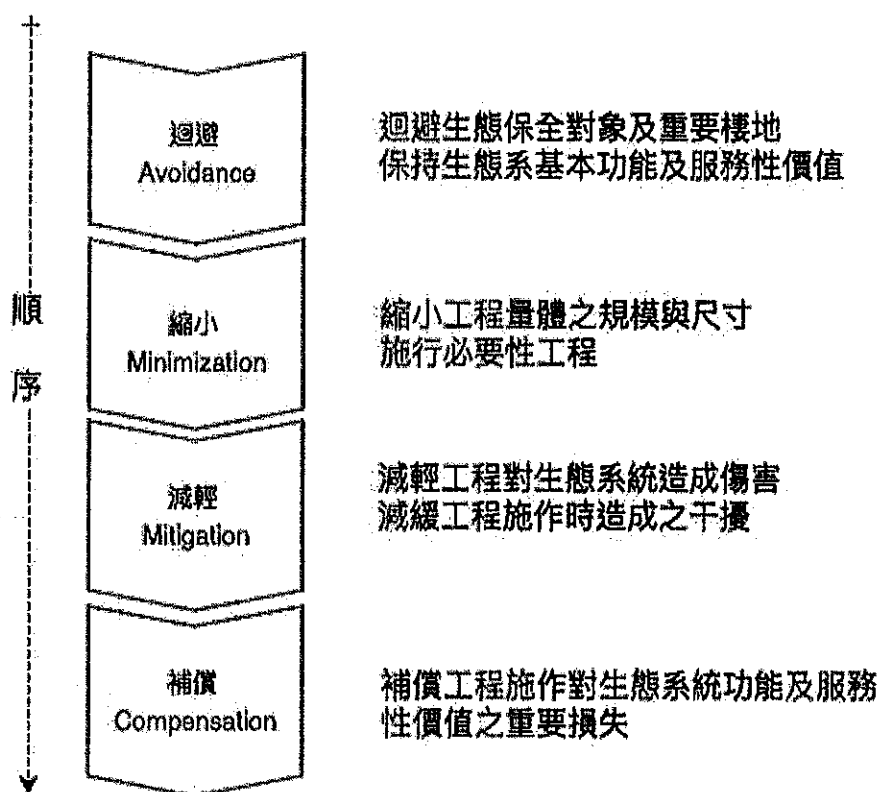 順
序
迴避
Avoidance
迴避生態保全對象及重要棲地
保持生態系基本功能及服務性價值
縮小
Minimization
縮小工程量體之規模與尺寸
施行必要性工程
減輕
Mitigation
減輕工程對生態系統造成傷害
減緩工程施作時造成之干擾
補償
Compensation
補償工程施作對生態系統功能及服務
性價值之重要損失